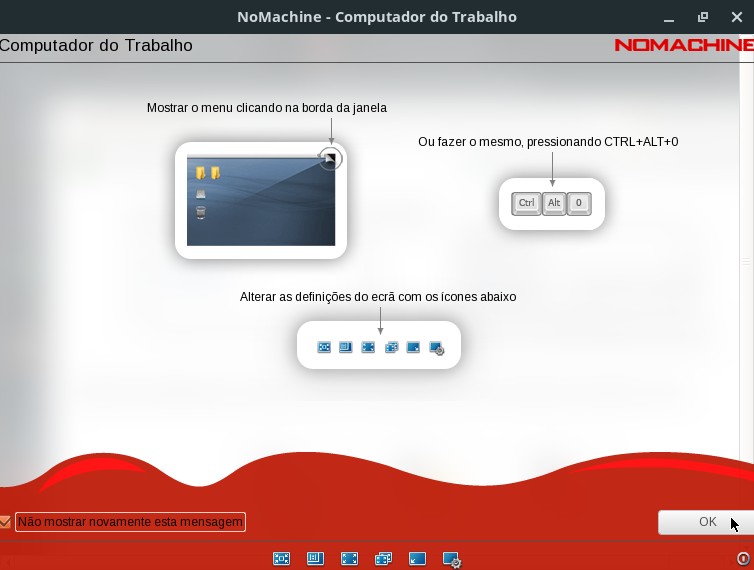 NoMachine - Computador do Trabalho
Computador do Trabalho
NOMACHINE
Mostrar o menu clicando na borda da janela
Ou fazer o mesmo, pressionando CTRL+ALT+0
Ctrl Alt 0
Alterar as definições do ecrã com os ícones abaixo
Não mostrar novamente esta mensagem
OK